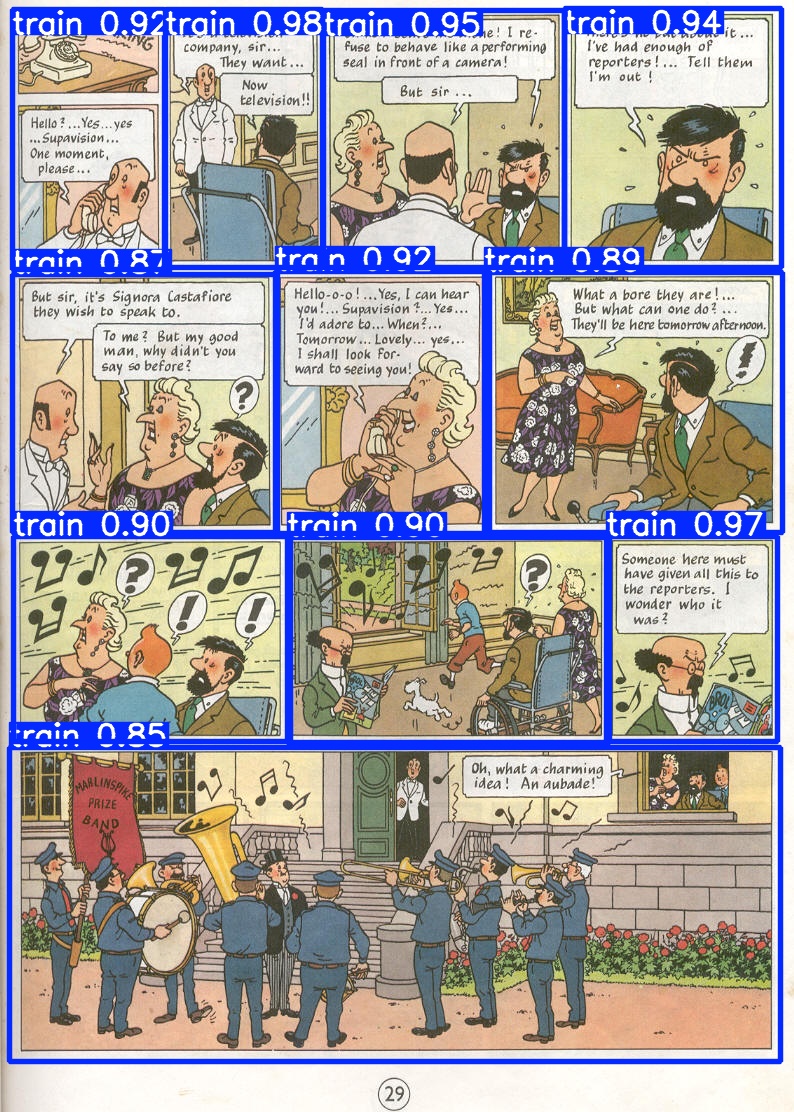 train 0.92
train 0.98
train 0.95
train 0.94
Hello?...Yes...yes
...Supavision...
One moment,
please...
company, sir...
They want...
Now
television!!
I re-
fuse to behave like a performing
seal in front of a camera!
But sir ...
it ...
I've had enough of
reporters!... Tell them
I'm out!
train 0.87
train 0.92
train 0.89
But sir, it's Signora Castafiore
they wish to speak to.
To me? But my good
man, why didn't you
say so before?
?
Hello-o-o!...Yes, I can hear
you!...Supavision?...Yes...
I'd adore to...When?...
Tomorrow...Lovely...yes...
I shall look for-
ward to seeing you!
What a bore they are!...
But what can one do?...
They'll be here tomorrow afternoon.
!
train 0.90
train 0.90
train 0.97
?
!
!
?
Someone here must
have given all this to
the reporters. I
wonder who it
was?
train 0.85
MARLINSPIKE
PRIZE
BAND
Oh, what a charming
idea! An aubade!
29